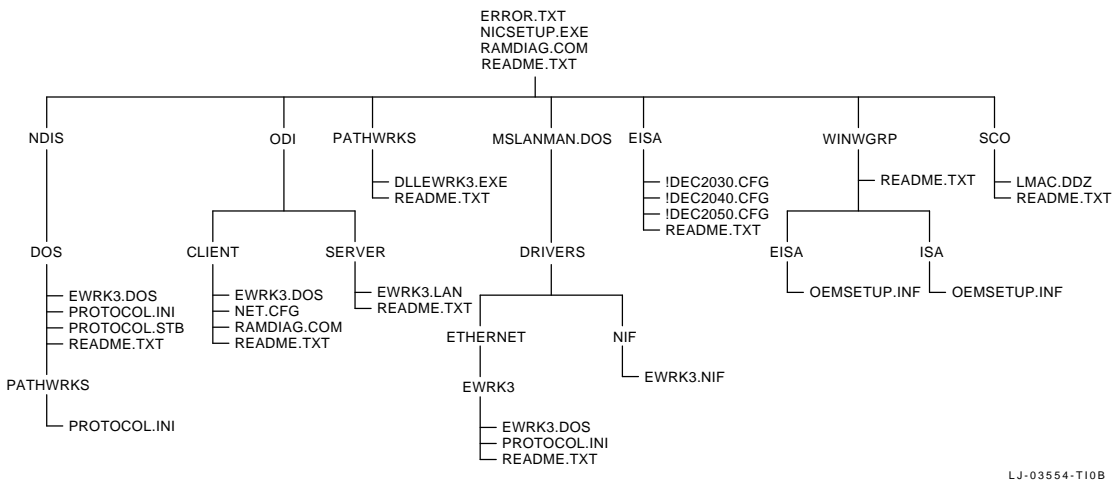 ERROR.TXT
NICSETUP.EXE
RAMDIAG.COM
README.TXT
NDIS
ODI
PATHWRKS
MSLANMAN.DOS
EISA
WINWGRP
SCO
DLLEWRK3.EXE
README.TXT
!DEC2030.CFG
!DEC2040.CFG
!DEC2050.CFG
README.TXT
README.TXT
LMAC.DDZ
README.TXT
DOS
CLIENT
SERVER
DRIVERS
EISA
ISA
EWRK3.DOS
PROTOCOL.INI
PROTOCOL.STB
README.TXT
EWRK3.DOS
NET.CFG
RAMDIAG.COM
README.TXT
EWRK3.LAN
README.TXT
OEMSETUP.INF
OEMSETUP.INF
ETHERNET
NIF
PATHWRKS
EWRK3
EWRK3.NIF
PROTOCOL.INI
EWRK3.DOS
PROTOCOL.INI
README.TXT
LJ-03554-TI0B